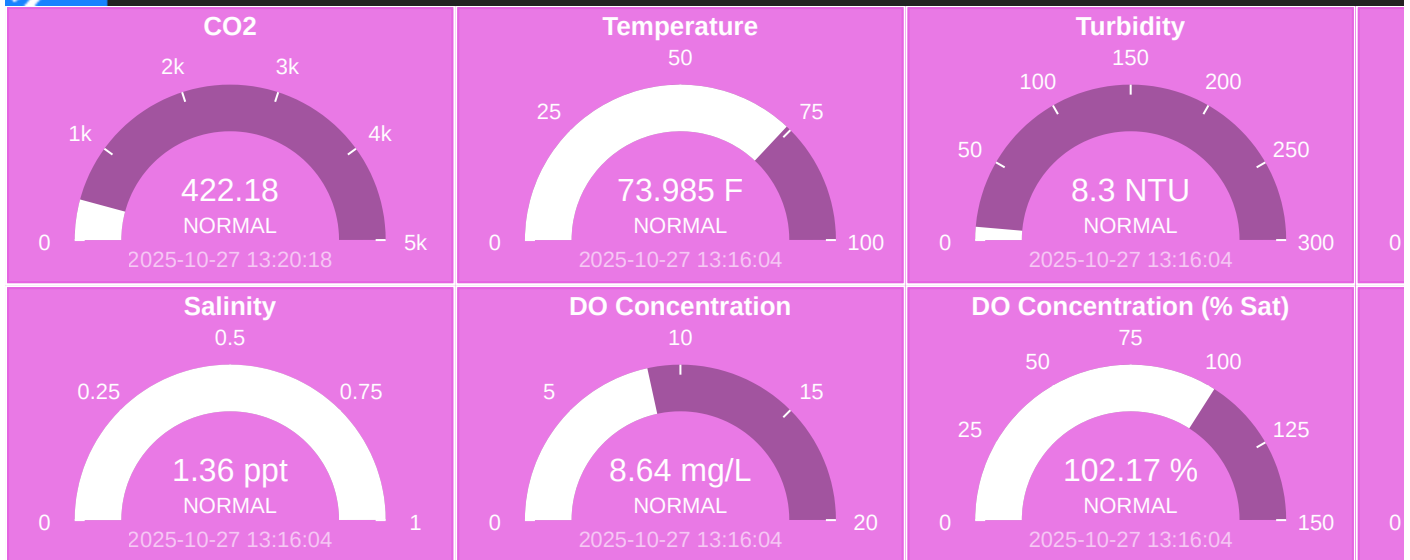 CO2
2k
3k
1k
4k
422.18
NORMAL
0
5k
2025-10-27 13:20:18
Temperature
50
25
75
73.985 F
NORMAL
0
100
2025-10-27 13:16:04
Turbidity
150
100
200
50
250
8.3 NTU
NORMAL
0
300
2025-10-27 13:16:04
0
Salinity
0.5
0.25
0.75
1.36 ppt
NORMAL
0
1
2025-10-27 13:16:04
DO Concentration
10
5
15
8.64 mg/L
NORMAL
0
20
2025-10-27 13:16:04
DO Concentration (% Sat)
75
50
100
25
125
102.17 %
NORMAL
0
150
2025-10-27 13:16:04
0